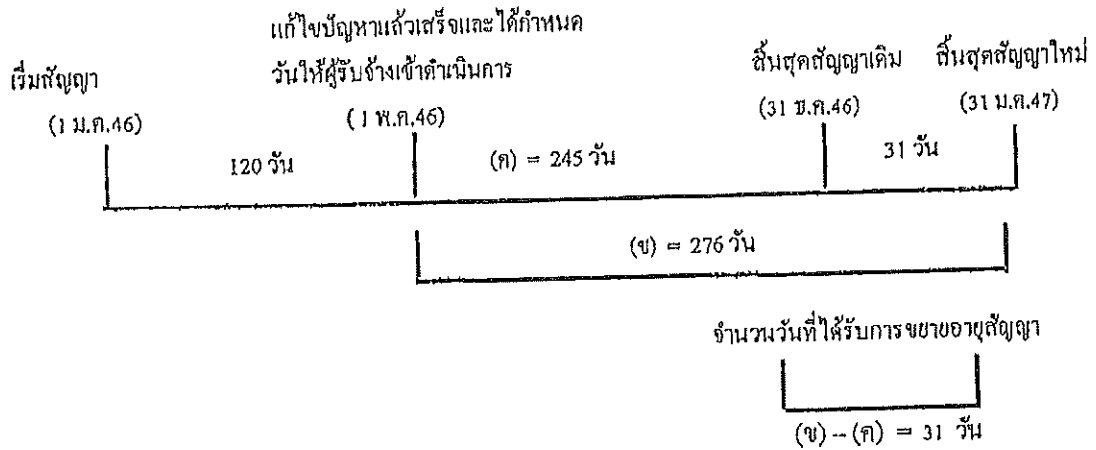 แก้ไขปัญหาแล้วเสร็จและได้กำหนด
วันให้ผู้รับจ้างเข้าดำเนินการ
เริ่มสัญญา
สิ้นสุดสัญญาเดิม
สิ้นสุดสัญญาใหม่
(1 ม.ค.46)
(1 พ.ค.46)
(31 ธ.ค.46)
(31 ม.ค.47)
120 วัน
(ค) = 245 วัน
31 วัน
(ข) = 276 วัน
จำนวนวันที่ได้รับการขยายอายุสัญญา
(ข) -- (ค) = 31 วัน